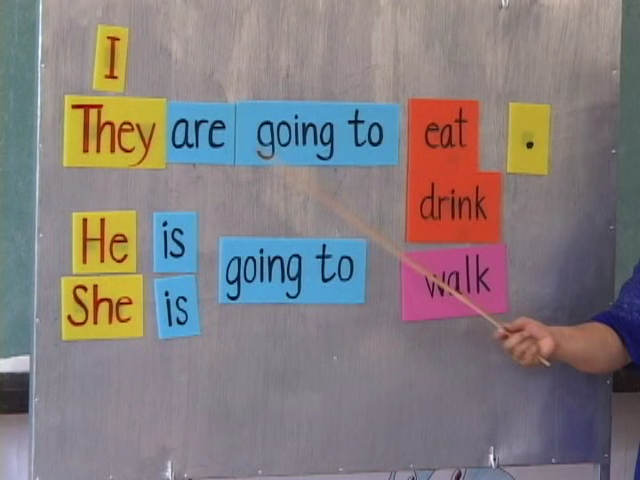 I
They are going to eat .
drink
He is
going to walk
She is